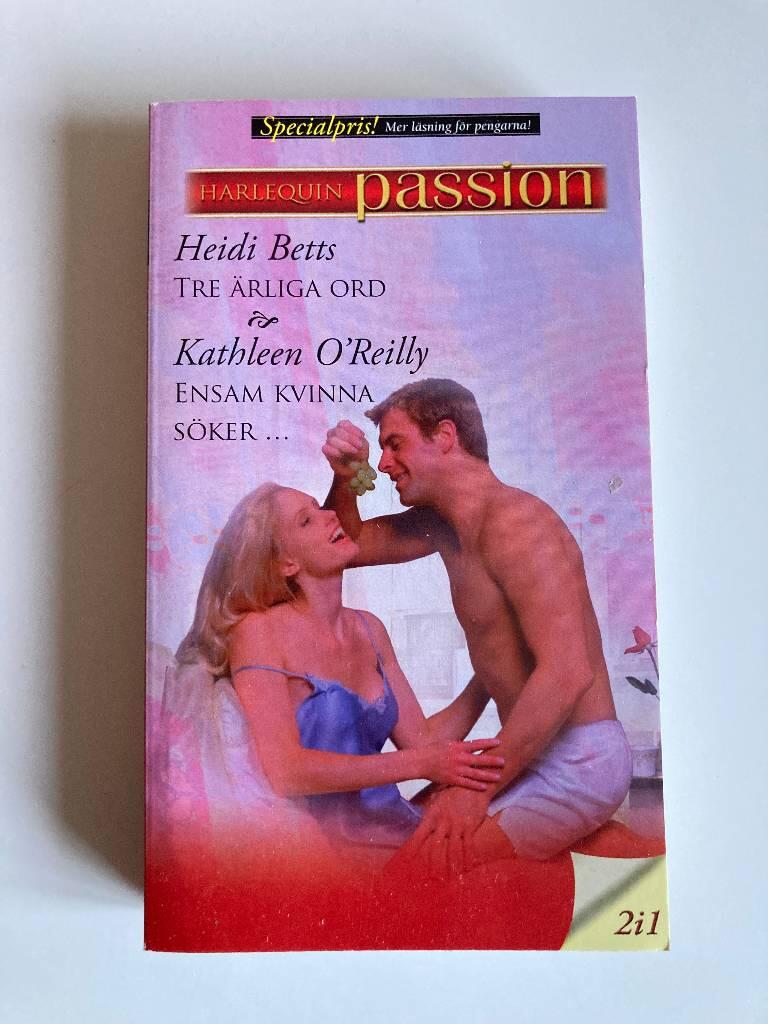 Specialpris! Mer läsning för pengarna!
HARLEQUIN passion
Heidi Betts
TRE ÄRLIGA ORD
Kathleen O'Reilly
ENSAM KVINNA
SÖKER ...
2i1